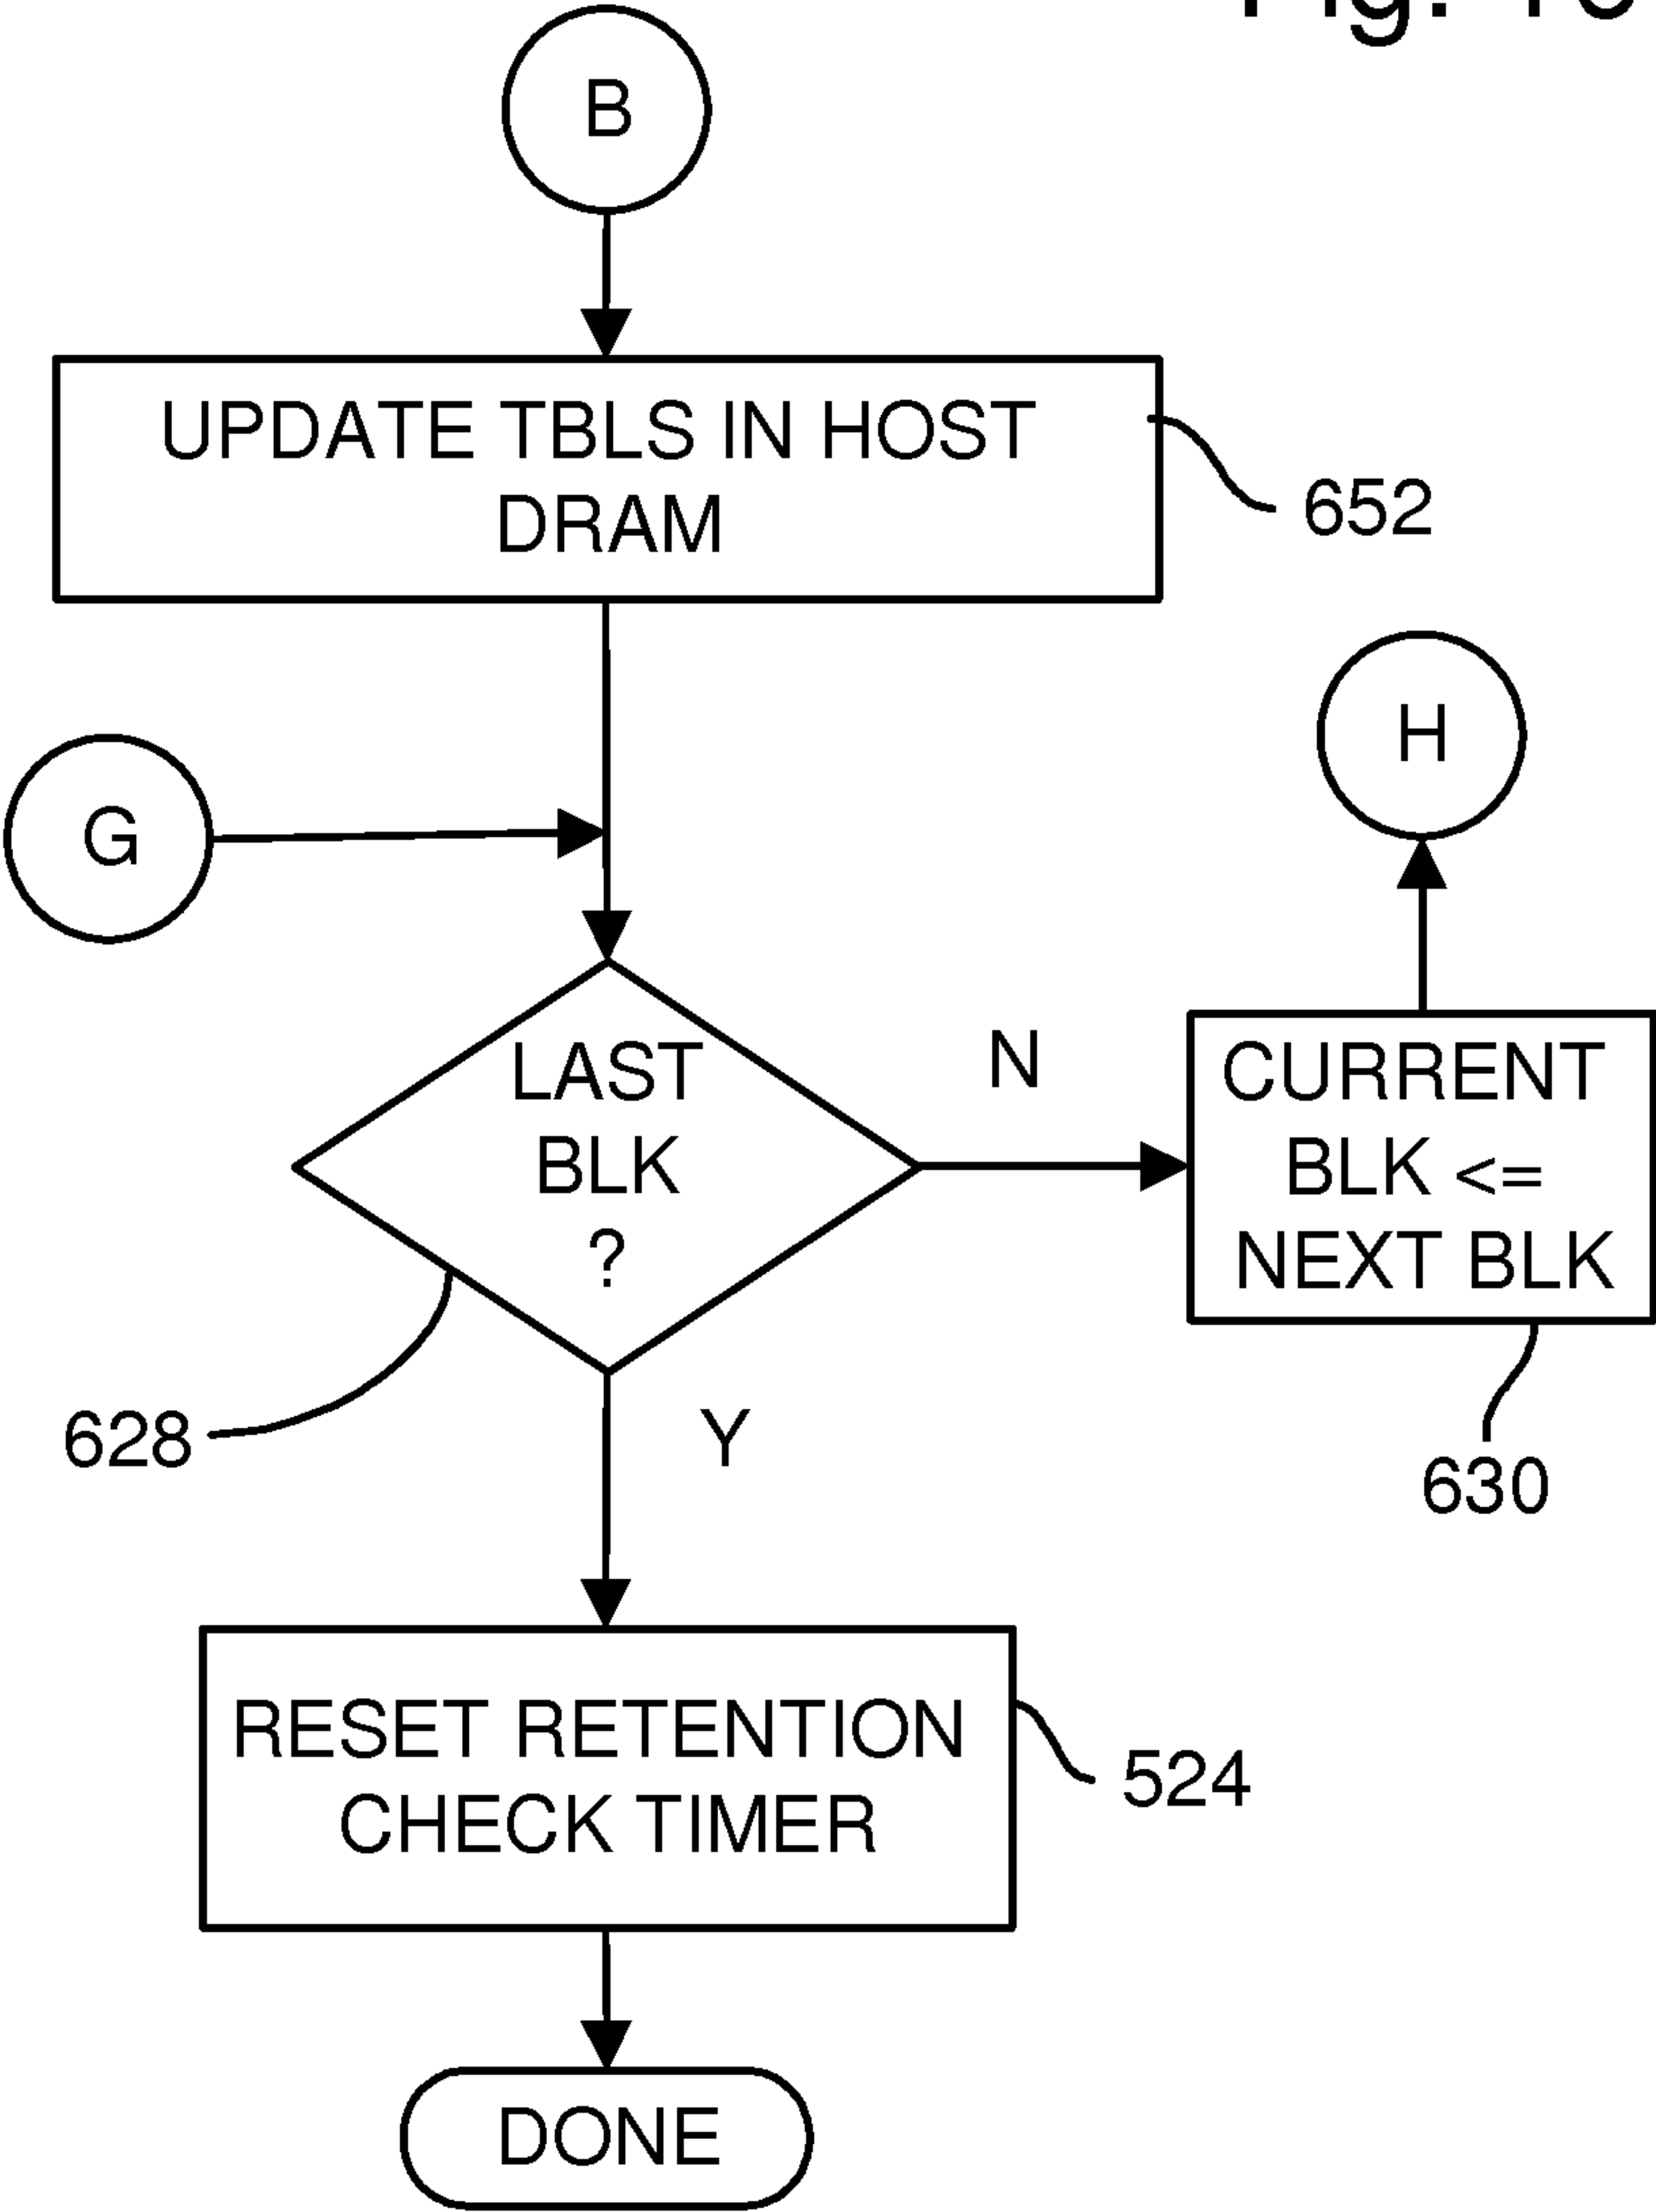 B
UPDATE TBLS IN HOST
DRAM
652
H
G
LAST
BLK
?
N
CURRENT
BLK <=
NEXT BLK
628
Y
630
RESET RETENTION
CHECK TIMER
524
DONE